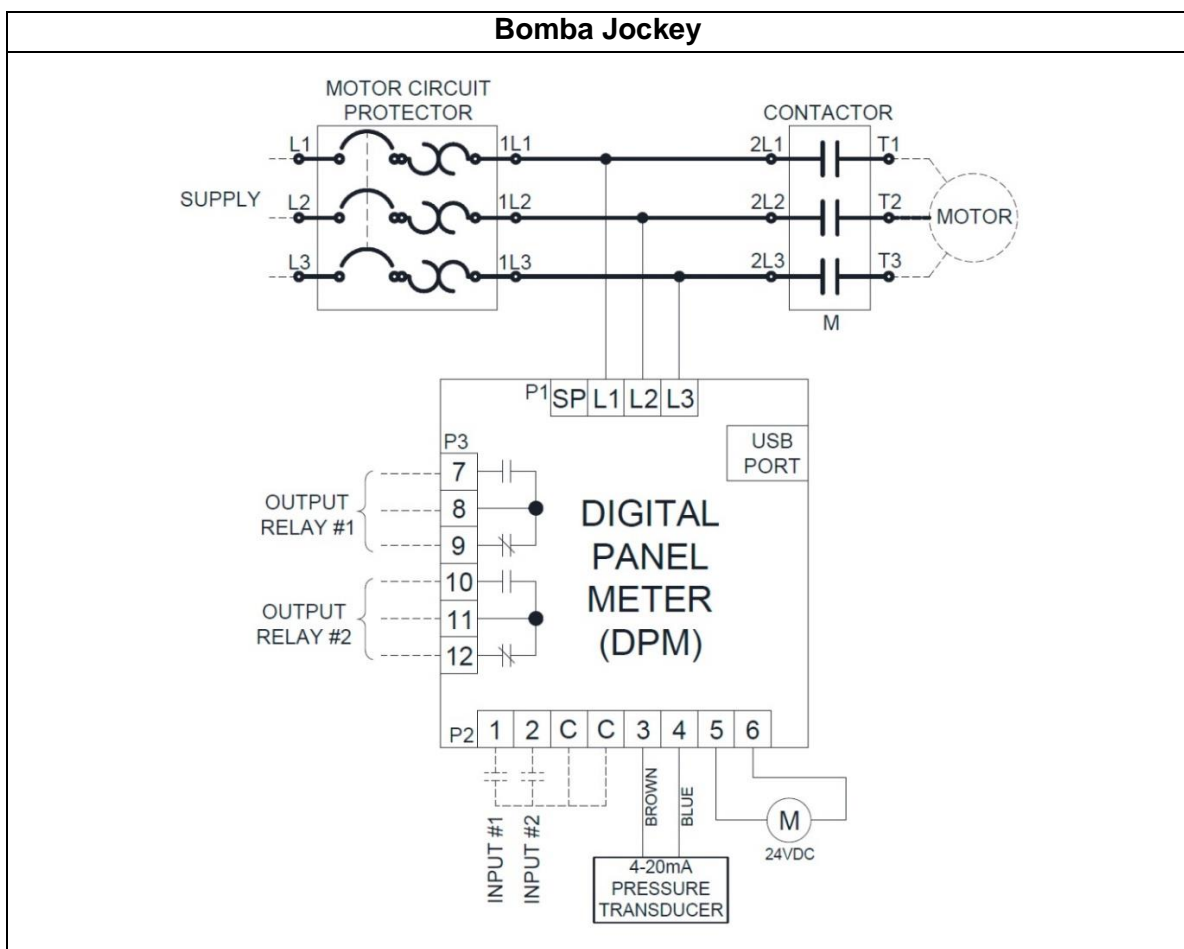 Bomba Jockey
MOTOR CIRCUIT
PROTECTOR
CONTACTOR
L1
1L1
2L1
T1
SUPPLY
L2
1L2
2L2
T2
MOTOR
L3
1L3
2L3
T3
M
P1
SP
L1
L2
L3
USB
PORT
P3
7
8
9
10
11
12
OUTPUT
RELAY #1
OUTPUT
RELAY #2
DIGITAL
PANEL
METER
(DPM)
P2
1
2
C
C
3
4
5
6
INPUT #1
INPUT #2
BROWN
BLUE
M
24VDC
4-20mA
PRESSURE
TRANSDUCER